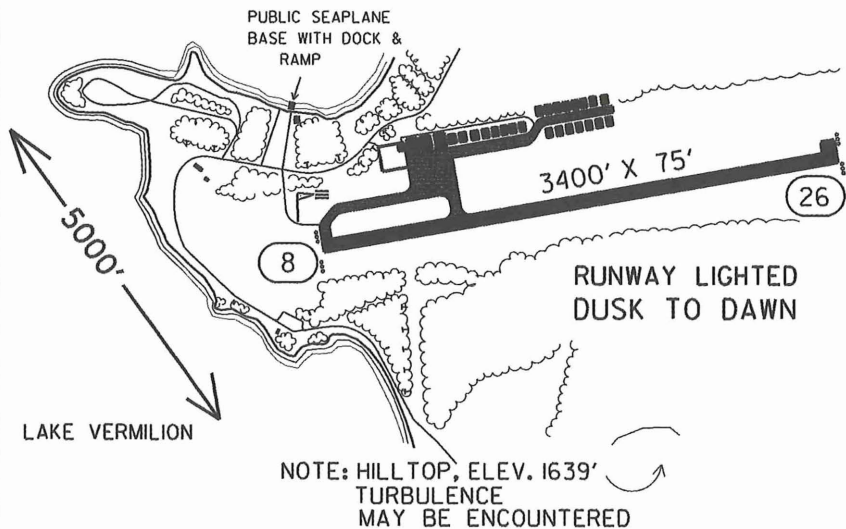 PUBLIC SEAPLANE
BASE WITH DOCK &
RAMP
5000'
3400' X 75'
26
8
RUNWAY LIGHTED
DUSK TO DAWN
LAKE VERMILION
NOTE: HILLTOP, ELEV. 1639'
TURBULENCE
MAY BE ENCOUNTERED